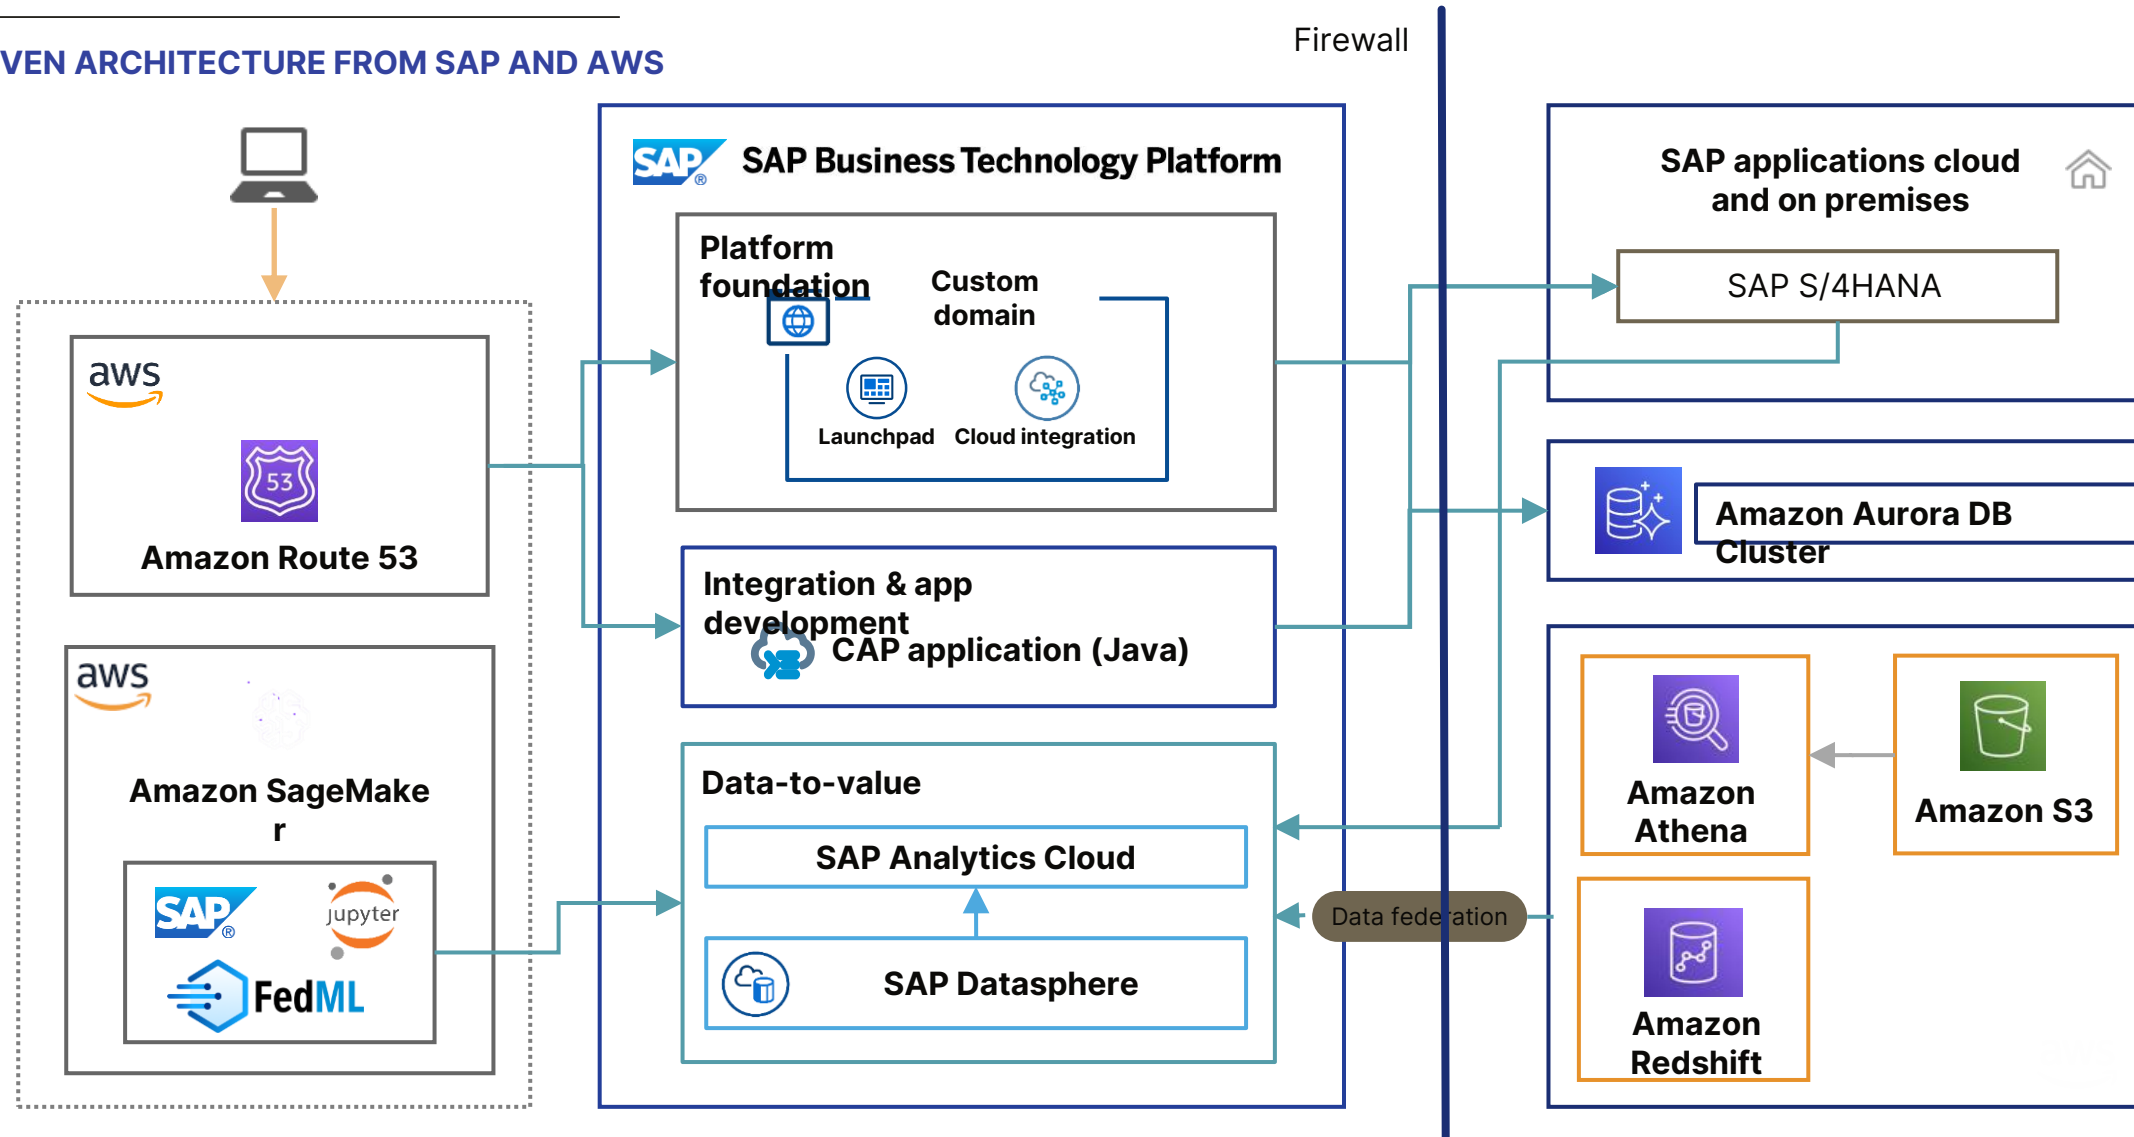 Firewall
VEN ARCHITECTURE FROM SAP AND AWS
SAP ® SAP Business Technology Platform
SAP applications cloud
and on premises
Platform
foundation
Custom
domain
SAP S/4HANA
aws
Launchpad
Cloud integration
53
Amazon Route 53
Amazon Aurora DB
Cluster
Integration & app
development
CAP application (Java)
aws
Amazon SageMake
r
Data-to-value
Amazon
Athena
Amazon S3
SAP Analytics Cloud
SAP ®
jupyter
Data federation
FedML
SAP Datasphere
Amazon
Redshift